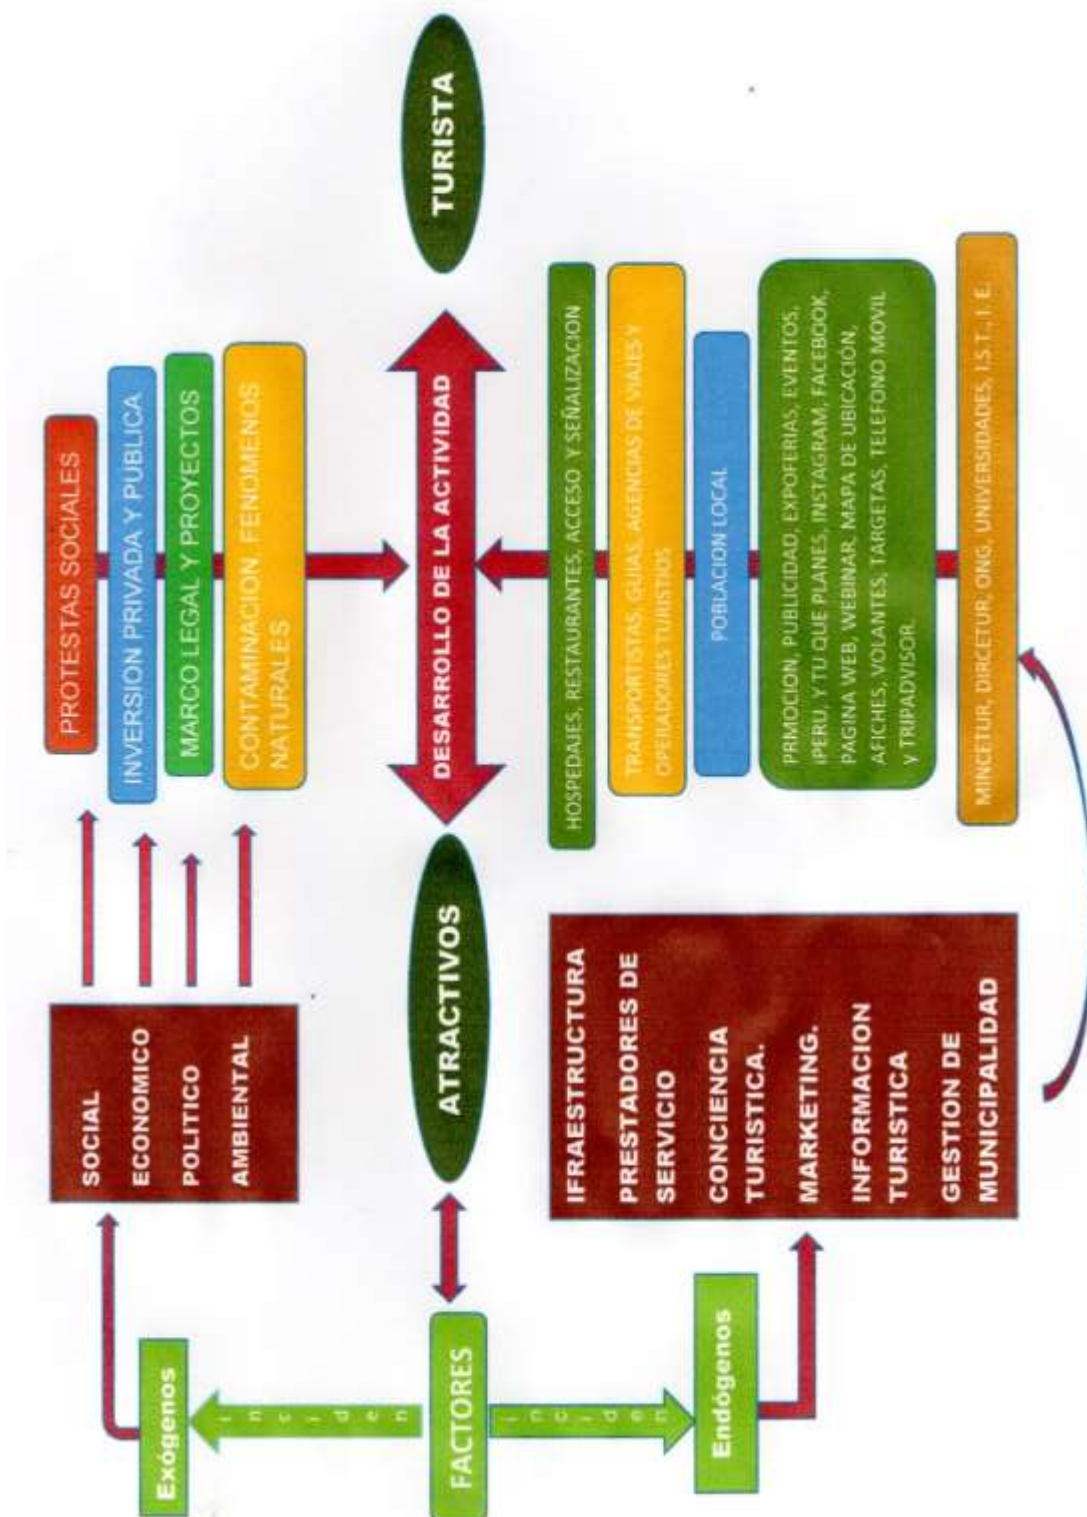 Exógenos
inciden
FACTORES
inciden
Endógenos
SOCIAL
ECONOMICO
POLITICO
AMBIENTAL
PROTESTAS SOCIALES
INVERSION PRIVADA Y PUBLICA
MARCO LEGAL Y PROYECTOS
CONTAMINACION, FENOMENOS
NATURALES
ATRACTIVOS
DESARROLLO DE LA ACTIVIDAD
TURISTA
IFRAESTRUCTURA
PRESTADORES DE
SERVICIO
CONCIENCIA
TURISTICA.
MARKETING.
INFORMACION
TURISTICA
GESTION DE
MUNICIPALIDAD
HOSPEDAJES, RESTAURANTES, ACCESO Y SEÑALIZACION
TRANSPORTISTAS, GUIAS, AGENCIAS DE VIAJES Y
OPERADORES TURISTIOS
POBLACION LOCAL
PRMOCION, PUBLICIDAD, EXPOFERIAS, EVENTOS,
iPERU, Y TU QUE PLANES, INSTAGRAM, FACEBOOK,
PAGINA WEB, WEBINAR, MAPA DE UBICACIÓN,
AFICHES, VOLANTES, TARGETAS, TELEFONO MOVIL
y TRIPADVISOR.
MINCETUR, DIRCETUR, ONG, UNIVERSIDADES, I.S.T., I. E.